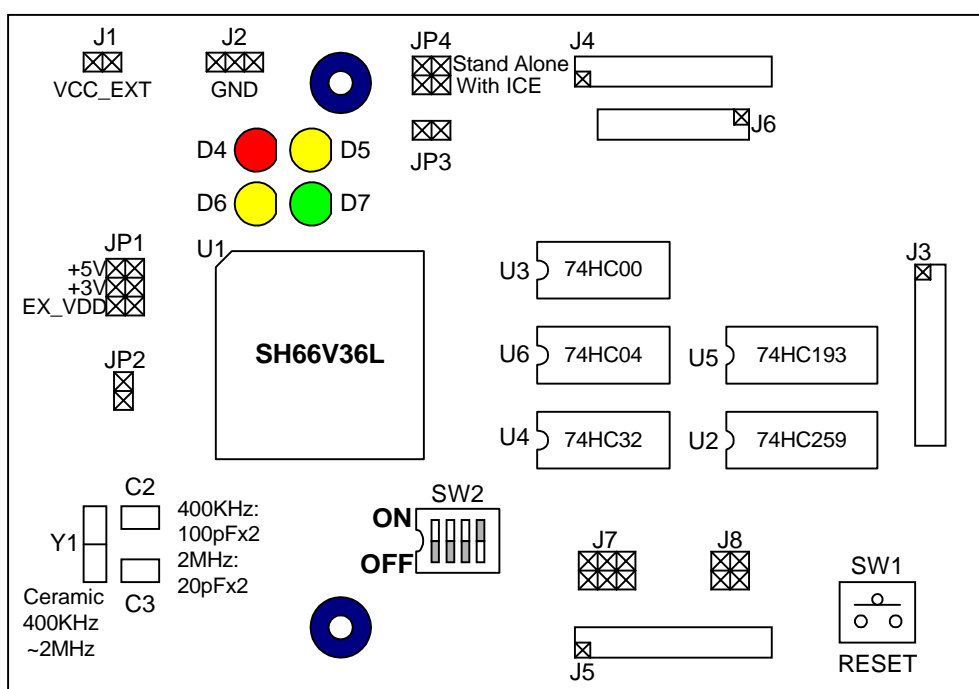 J1
VCC_EXT
J2
GND
JP4
Stand Alone
With ICE
J4
J6
JP3
D4
D5
D6
D7
JP1
+5V
+3V
EX_VDD
U1
SH66V36L
U3
74HC00
J3
JP2
U6
74HC04
U5
74HC193
U4
74HC32
U2
74HC259
C2
400KHz:
100pFx2
2MHz:
20pFx2
Y1
C3
Ceramic
400KHz
~2MHz
SW2
ON
OFF
J7
J8
SW1
RESET
J5